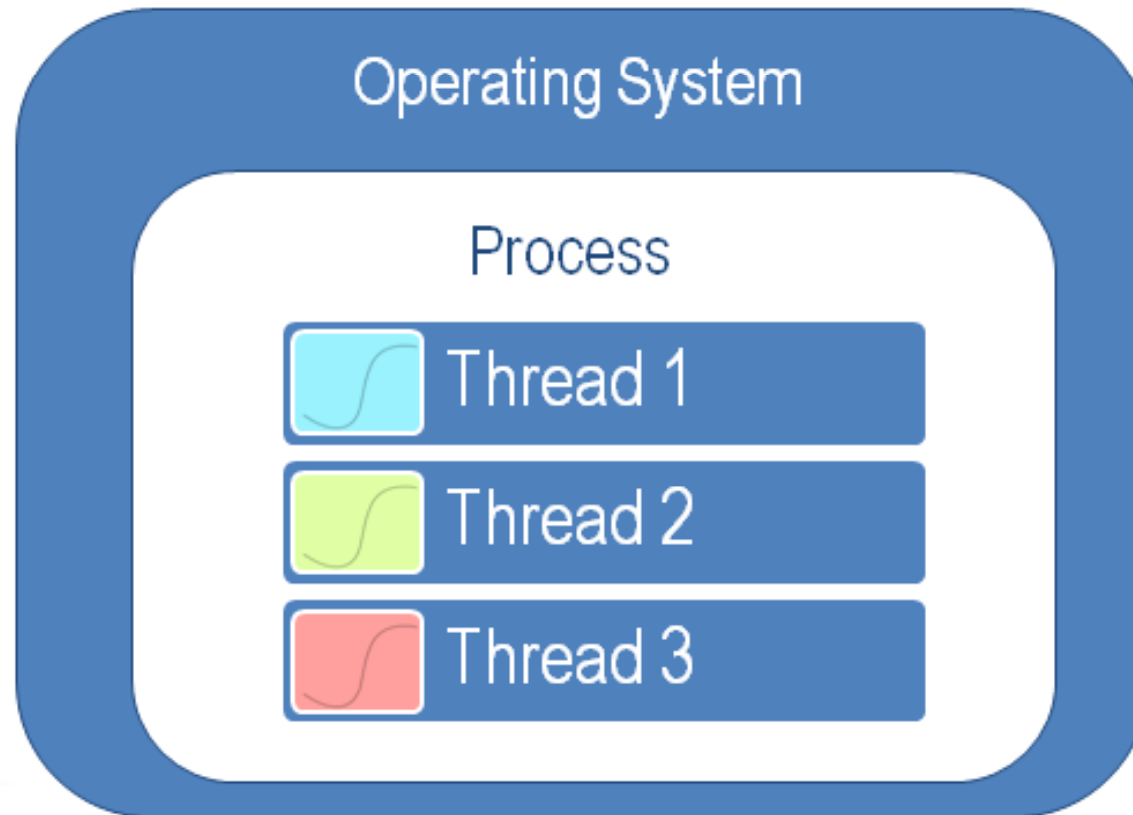 Operating System
Process
Thread 1
Thread 2
Thread 3